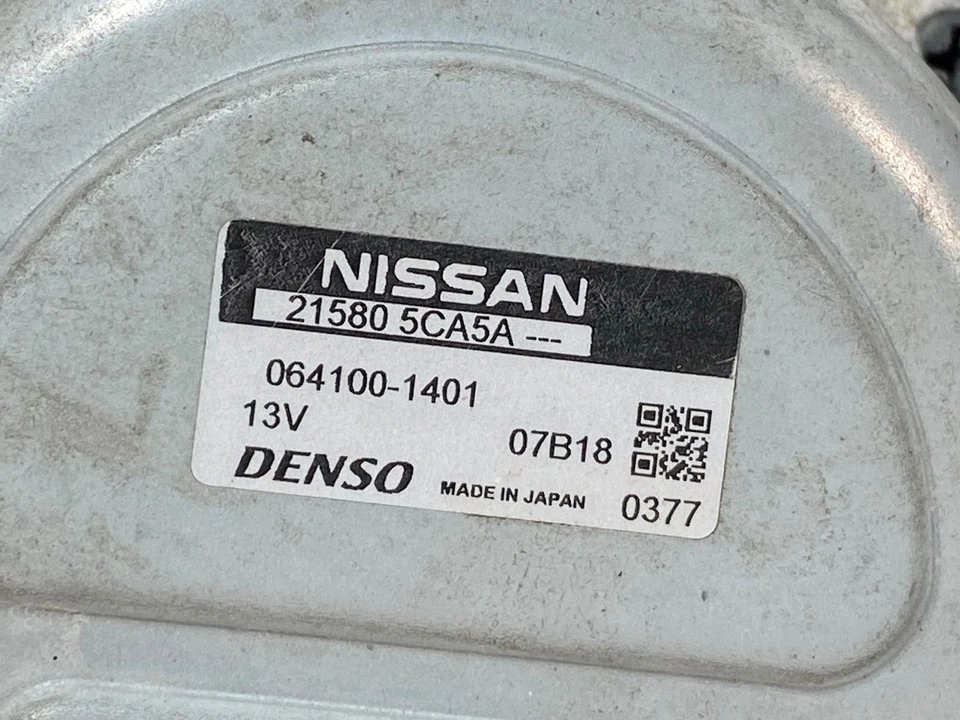 NISSAN
21580 5CA5A ---
064100-1401
13V
07B18
DENSO
MADE IN JAPAN
0377